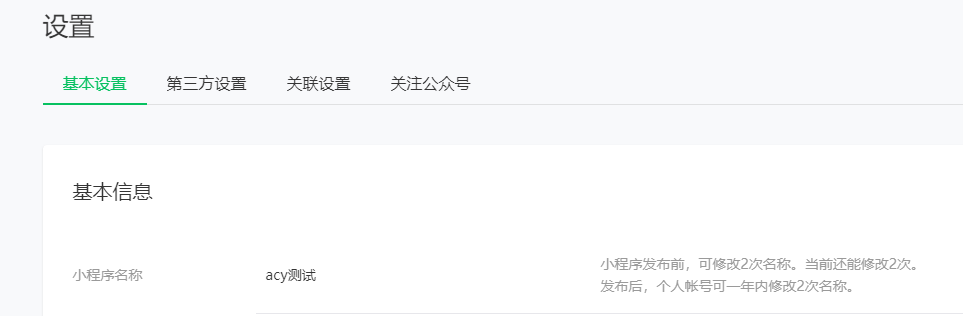 设置
基本设置 第三方设置 关联设置 关注公众号
基本信息
小程序名称 acy测试 小程序发布前，可修改2次名称。当前还能修改2次。
发布后，个人帐号可一年内修改2次名称。